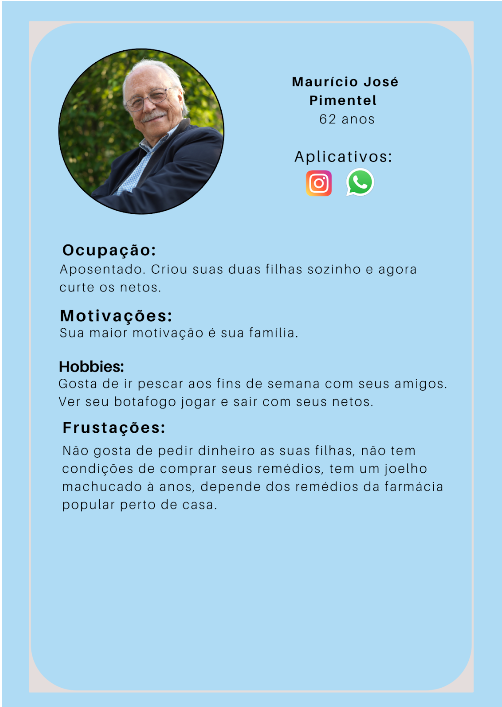 Maurício José
Pimentel
62 anos
Aplicativos:
Ocupação:
Aposentado. Criou suas duas filhas sozinho e agora
curte os netos.
Motivações:
Sua maior motivação é sua família.
Hobbies:
Gosta de ir pescar aos fins de semana com seus amigos.
Ver seu botafogo jogar e sair com seus netos.
Frustações:
Não gosta de pedir dinheiro as suas filhas, não tem
condições de comprar seus remédios, tem um joelho
machucado à anos, depende dos remédios da farmácia
popular perto de casa.